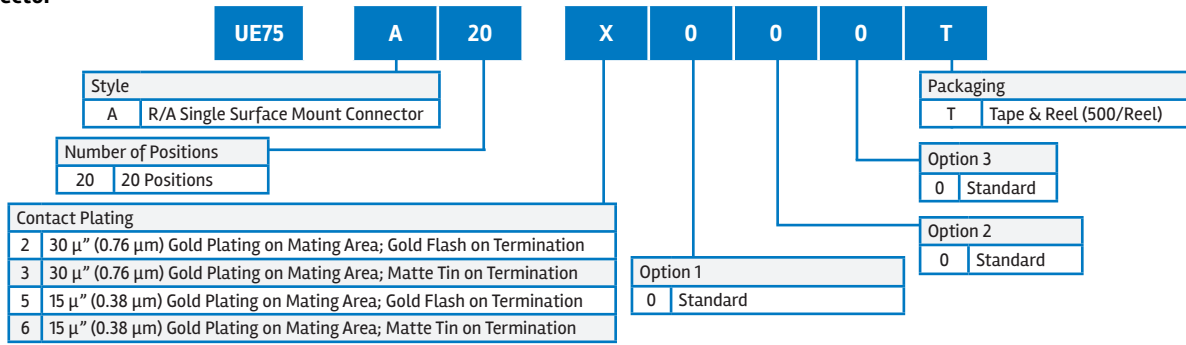 ector
UE75 A 20 X 0 0 0 T
Style
A R/A Single Surface Mount Connector
Number of Positions
20 20 Positions
Contact Plating
2 30 µ” (0.76 µm) Gold Plating on Mating Area; Gold Flash on Termination
3 30 µ” (0.76 µm) Gold Plating on Mating Area; Matte Tin on Termination
5 15 µ” (0.38 µm) Gold Plating on Mating Area; Gold Flash on Termination
6 15 µ” (0.38 µm) Gold Plating on Mating Area; Matte Tin on Termination
Option 1
0 Standard
Option 2
0 Standard
Option 3
0 Standard
Packaging
T Tape & Reel (500/Reel)